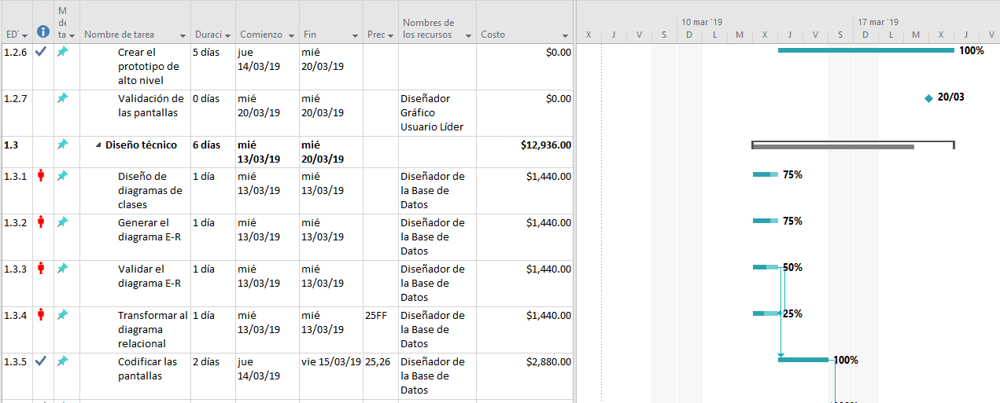 EDT
M
de
ta
Nombre de tarea
Duraci
Comienzo
Fin
Prec
Nombres de
los recursos
Costo
10 mar '19
17 mar '19
X J V S D L M X J V S D L M X J V
1.2.6
Crear el
prototipo de
alto nivel
5 días
jue
14/03/19
mié
20/03/19
$0.00
100%
1.2.7
Validación de
las pantallas
0 días
mié
20/03/19
mié
20/03/19
Diseñador
Gráfico
Usuario Líder
$0.00
20/03
1.3
Diseño técnico
6 días
mié
13/03/19
mié
20/03/19
$12,936.00
1.3.1
Diseño de
diagramas de
clases
1 día
mié
13/03/19
mié
13/03/19
Diseñador de
la Base de
Datos
$1,440.00
75%
1.3.2
Generar el
diagrama E-R
1 día
mié
13/03/19
mié
13/03/19
Diseñador de
la Base de
Datos
$1,440.00
75%
1.3.3
Validar el
diagrama E-R
1 día
mié
13/03/19
mié
13/03/19
Diseñador de
la Base de
Datos
$1,440.00
50%
1.3.4
Transformar al
diagrama
relacional
1 día
mié
13/03/19
mié
13/03/19
25FF
Diseñador de
la Base de
Datos
$1,440.00
25%
1.3.5
Codificar las
pantallas
2 días
jue
14/03/19
vie 15/03/19
25,26
Diseñador de
la Base de
Datos
$2,880.00
100%